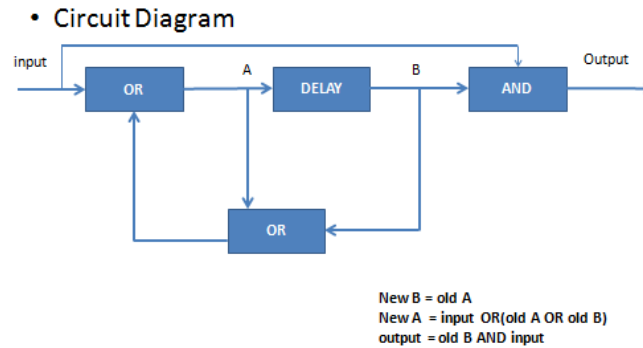 • Circuit Diagram
input
OR
A
DELAY
B
AND
Output
OR
New B = old A
New A  = input OR(old A OR old B)
output = old B AND input